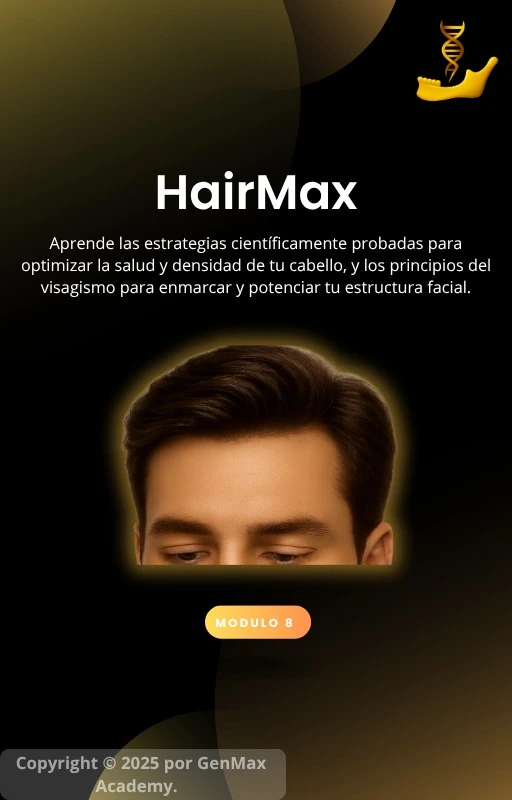 HairMax
Aprende las estrategias científicamente probadas para
optimizar la salud y densidad de tu cabello, y los principios del
visagismo para enmarcar y potenciar tu estructura facial.
MODULO 8
Copyright © 2025 por GenMax
Academy.